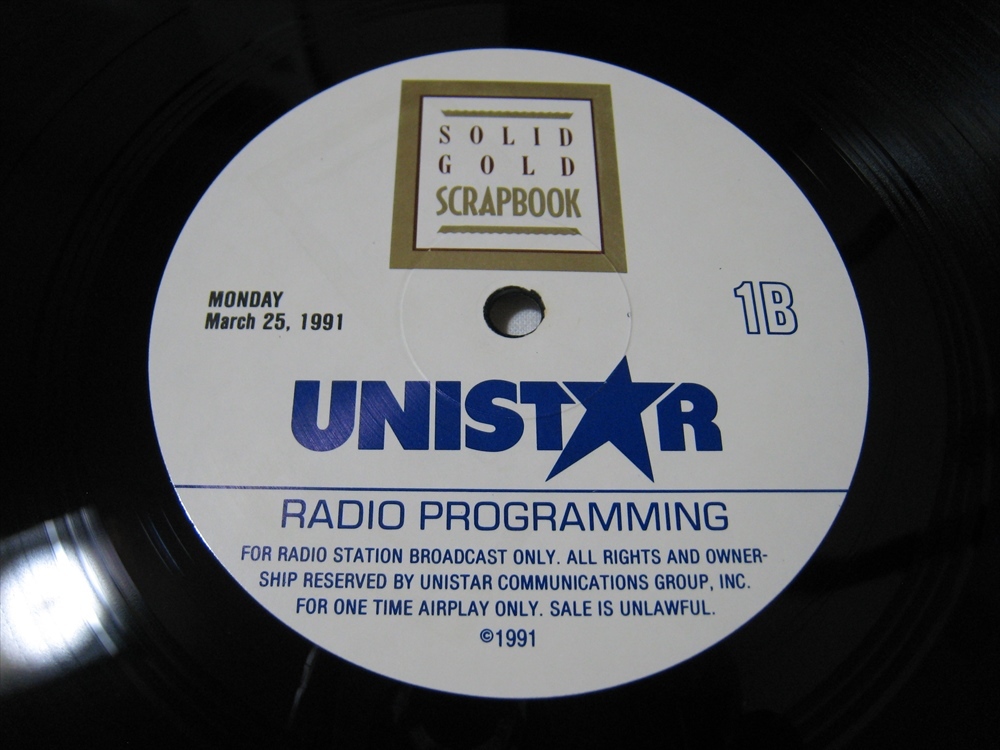 SOLID
GOLD
SCRAPBOOK
MONDAY
March 25, 1991
1B
UNISTAR
RADIO PROGRAMMING
FOR RADIO STATION BROADCAST ONLY. ALL RIGHTS AND OWNER-
SHIP RESERVED BY UNISTAR COMMUNICATIONS GROUP, INC.
FOR ONE TIME AIRPLAY ONLY. SALE IS UNLAWFUL.
©1991